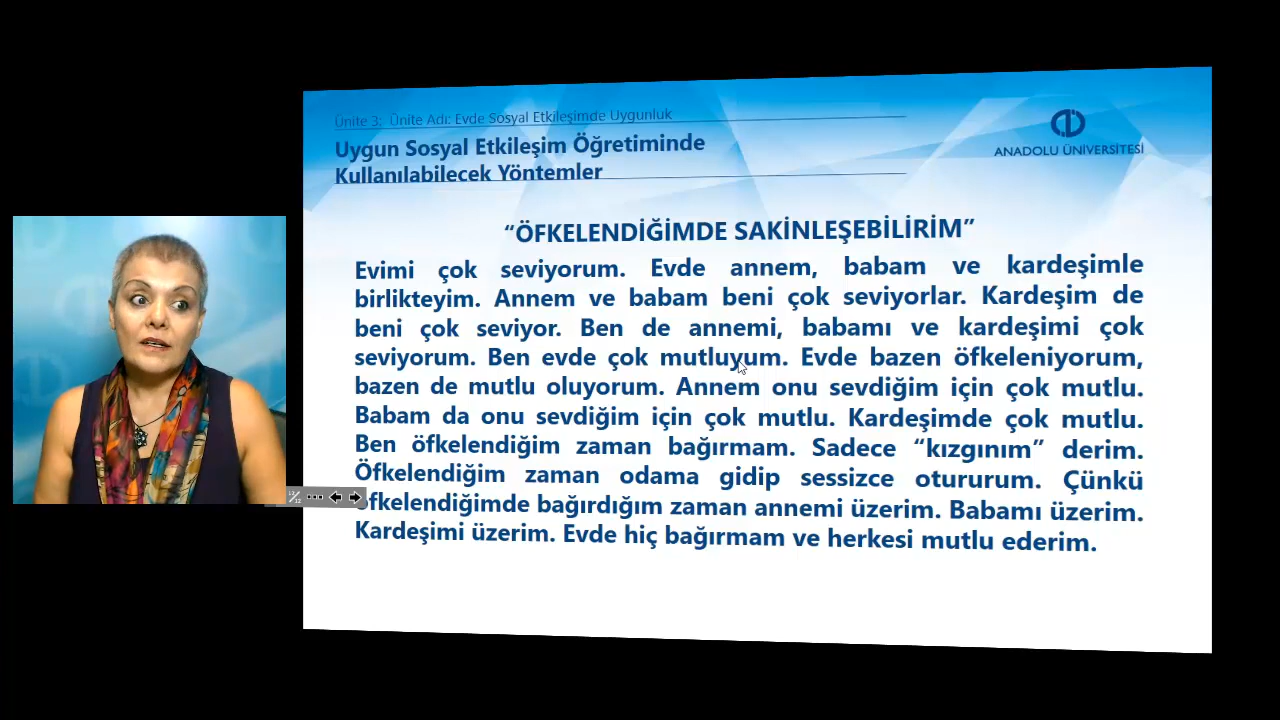 Ünite 3: Ünite Adı: Evde Sosyal Etkileşimde Uygunluk
Uygun Sosyal Etkileşim Öğretiminde
Kullanılabilecek Yöntemler
ANADOLU ÜNİVERSİTESİ
“ÖFKELENDİĞİMDE SAKİNLEŞEBİLİRİM”
Evimi çok seviyorum. Evde annem, babam ve kardeşimle
birlikteyim. Annem ve babam beni çok seviyorlar. Kardeşim de
beni çok seviyor. Ben de annemi, babamı ve kardeşimi çok
seviyorum. Ben evde çok mutluyum. Evde bazen öfkeleniyorum,
bazen de mutlu oluyorum. Annem onu sevdiğim için çok mutlu.
Babam da onu sevdiğim için çok mutlu. Kardeşimde çok mutlu.
Ben öfkelendiğim zaman bağırmam. Sadece “kızgınım” derim.
Öfkelendiğim zaman odama gidip sessizce otururum. Çünkü
öfkelendiğimde bağırdığım zaman annemi üzerim. Babamı üzerim.
Kardeşimi üzerim. Evde hiç bağırmam ve herkesi mutlu ederim.